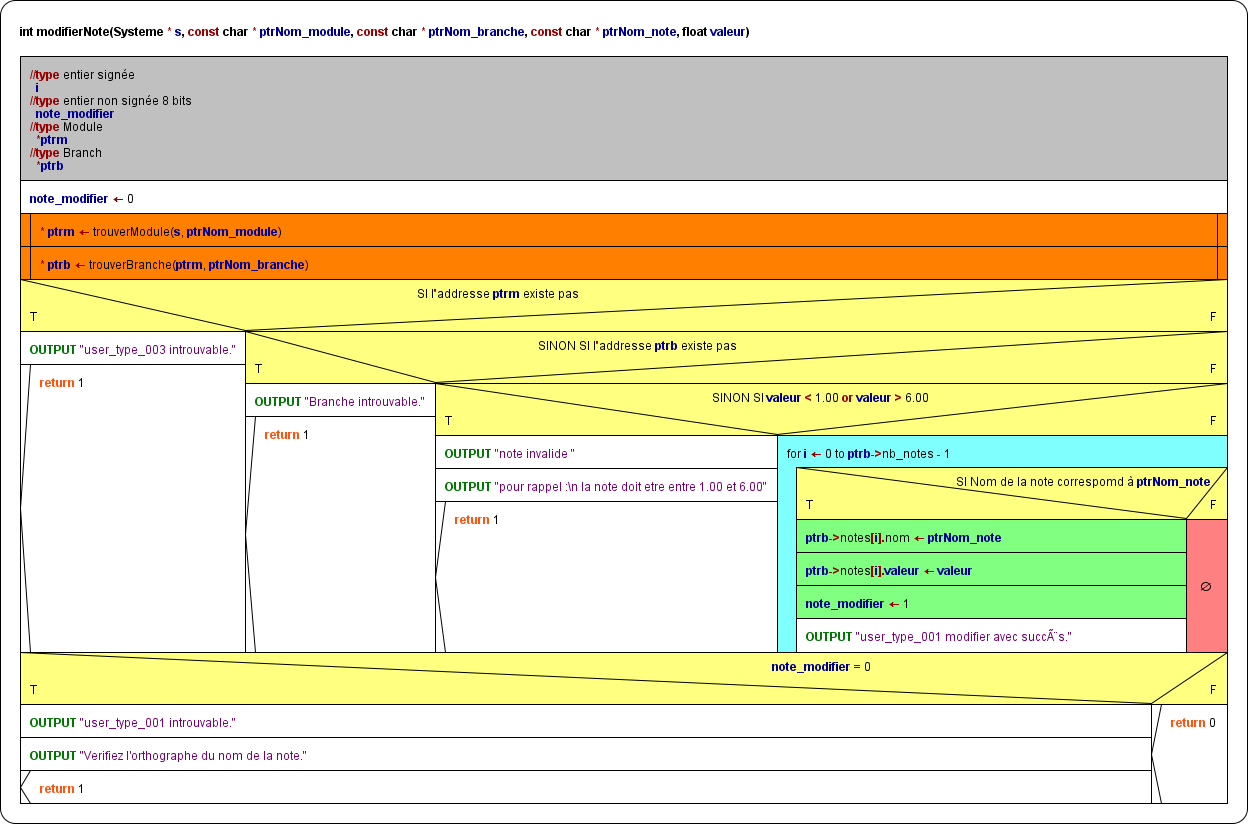 int modifierNote(Systeme * s, const char * ptrNom_module, const char * ptrNom_branche, const char * ptrNom_note, float valeur)
//type entier signée
i
//type entier non signée 8 bits
note_modifier
//type Module
*ptrm
//type Branch
*ptrb
note_modifier ← 0
* ptrm ← trouverModule(s, ptrNom_module)
* ptrb ← trouverBranche(ptrm, ptrNom_branche)
SI l'addresse ptrm existe pas
T
F
OUTPUT "user_type_003 introuvable."
return 1
SINON SI l'addresse ptrb existe pas
T
F
OUTPUT "Branche introuvable."
return 1
SINON SI valeur < 1.00 or valeur > 6.00
T
F
OUTPUT "note invalide "
OUTPUT "pour rappel :\n la note doit etre entre 1.00 et 6.00"
return 1
for i ← 0 to ptrb->nb_notes - 1
SI Nom de la note correspomd à ptrNom_note
T
F
ptrb->notes[i].nom ← ptrNom_note
ptrb->notes[i].valeur ← valeur
note_modifier ← 1
OUTPUT "user_type_001 modifier avec succÃ¨s."
∅
note_modifier = 0
T
F
OUTPUT "user_type_001 introuvable."
OUTPUT "Verifiez l'orthographe du nom de la note."
return 1
return 0